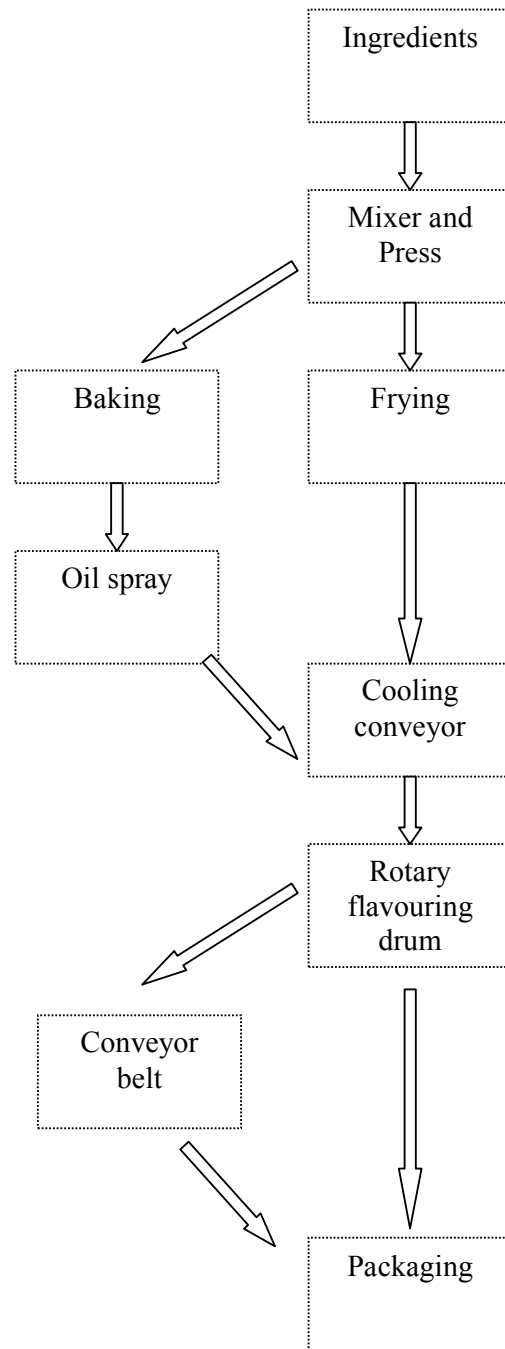 Ingredients
Mixer and
Press
Baking
Frying
Oil spray
Cooling
conveyor
Rotary
flavouring
drum
Conveyor
belt
Packaging